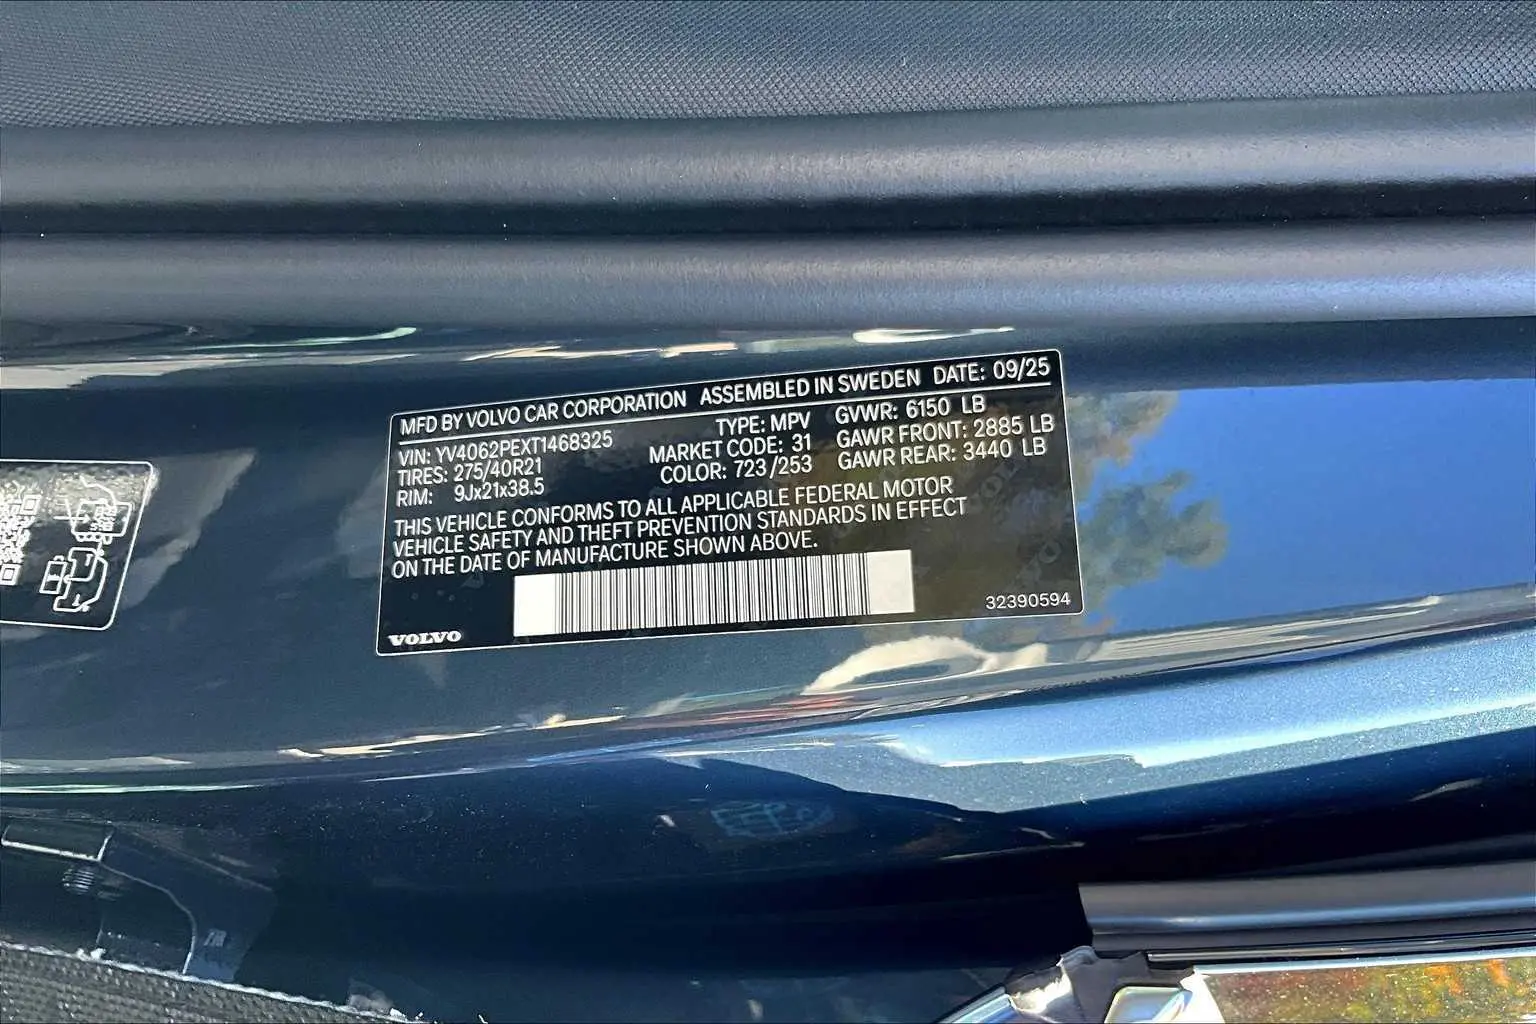 MFD BY VOLVO CAR CORPORATION ASSEMBLED IN SWEDEN DATE: 09/25
VIN: YV4062PEXT1468325 TYPE: MPV GVWR: 6150 LB
TIRES: 275/40R21 MARKET CODE: 31 GAWR FRONT: 2885 LB
RIM: 9Jx21x38.5 COLOR: 723/253 GAWR REAR: 3440 LB
THIS VEHICLE CONFORMS TO ALL APPLICABLE FEDERAL MOTOR
VEHICLE SAFETY AND THEFT PREVENTION STANDARDS IN EFFECT
ON THE DATE OF MANUFACTURE SHOWN ABOVE.
VOLVO
32390594